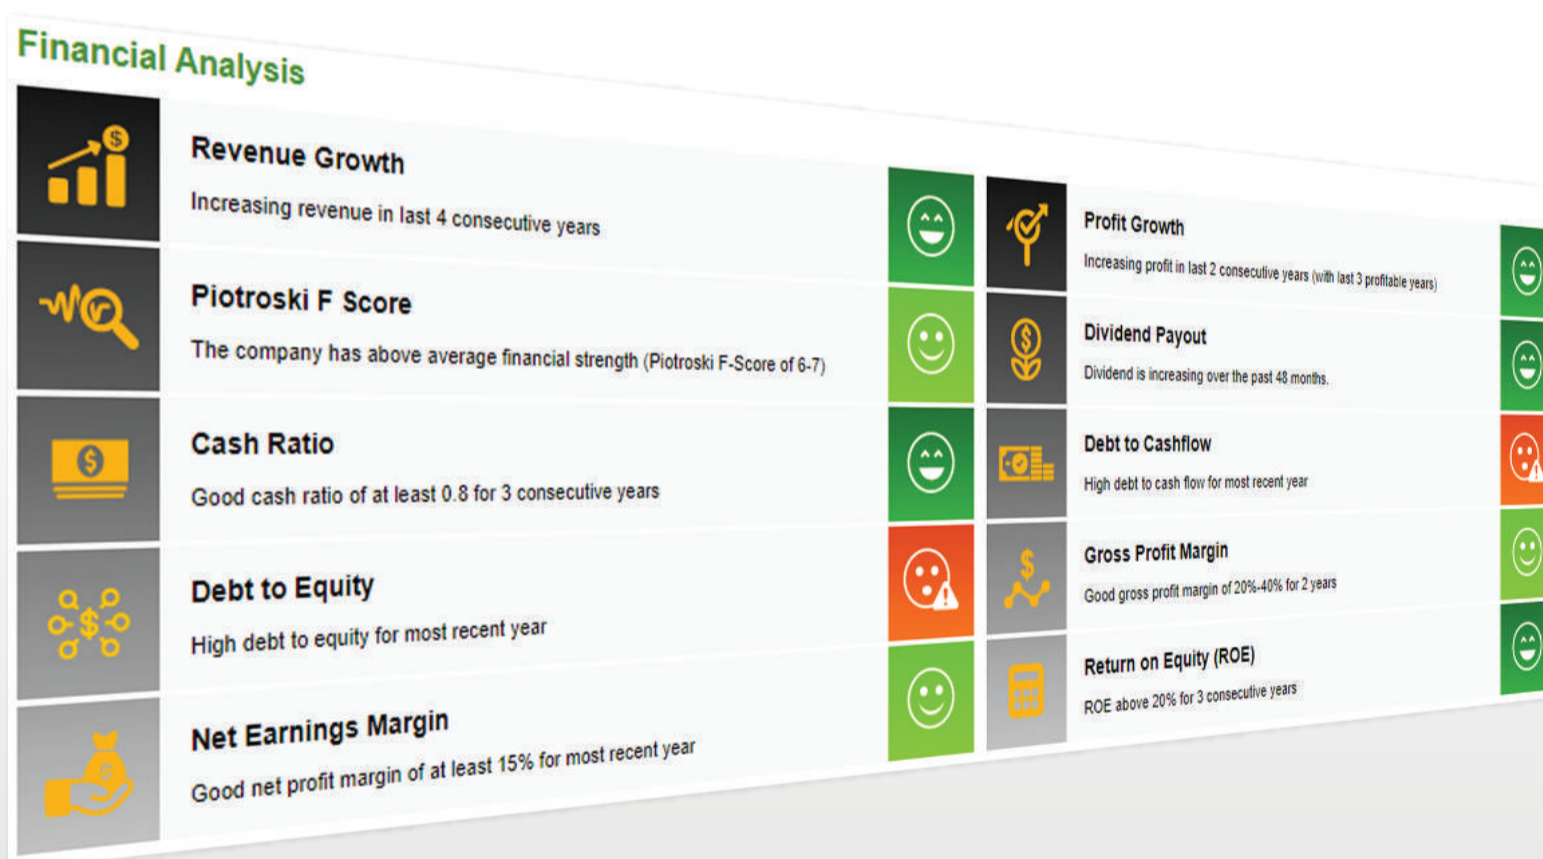 Financial Analysis
Revenue Growth
Increasing revenue in last 4 consecutive years
Piotroski F Score
The company has above average financial strength (Piotroski F-Score of 6-7)
Cash Ratio
Good cash ratio of at least 0.8 for 3 consecutive years
Debt to Equity
High debt to equity for most recent year
Net Earnings Margin
Good net profit margin of at least 15% for most recent year
Profit Growth
Increasing profit in last 2 consecutive years (with last 3 profitable years)
Dividend Payout
Dividend is increasing over the past 48 months.
Debt to Cashflow
High debt to cash flow for most recent year
Gross Profit Margin
Good gross profit margin of 20%-40% for 2 years
Return on Equity (ROE)
ROE above 20% for 3 consecutive years